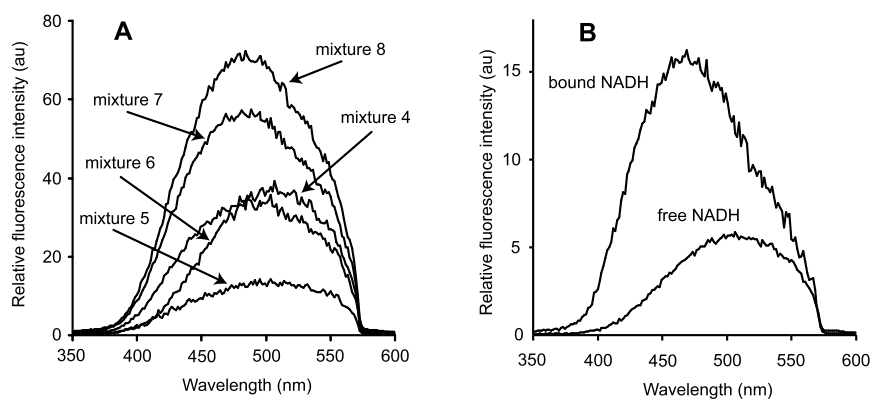 A
B
80
60
40
20
0
350 400 450 500 550 600
Wavelength (nm)
Relative fluorescence intensity (au)
mixture 8
mixture 7
mixture 4
mixture 6
mixture 5
15
10
5
0
350 400 450 500 550 600
Wavelength (nm)
Relative fluorescence intensity (au)
bound NADH
free NADH